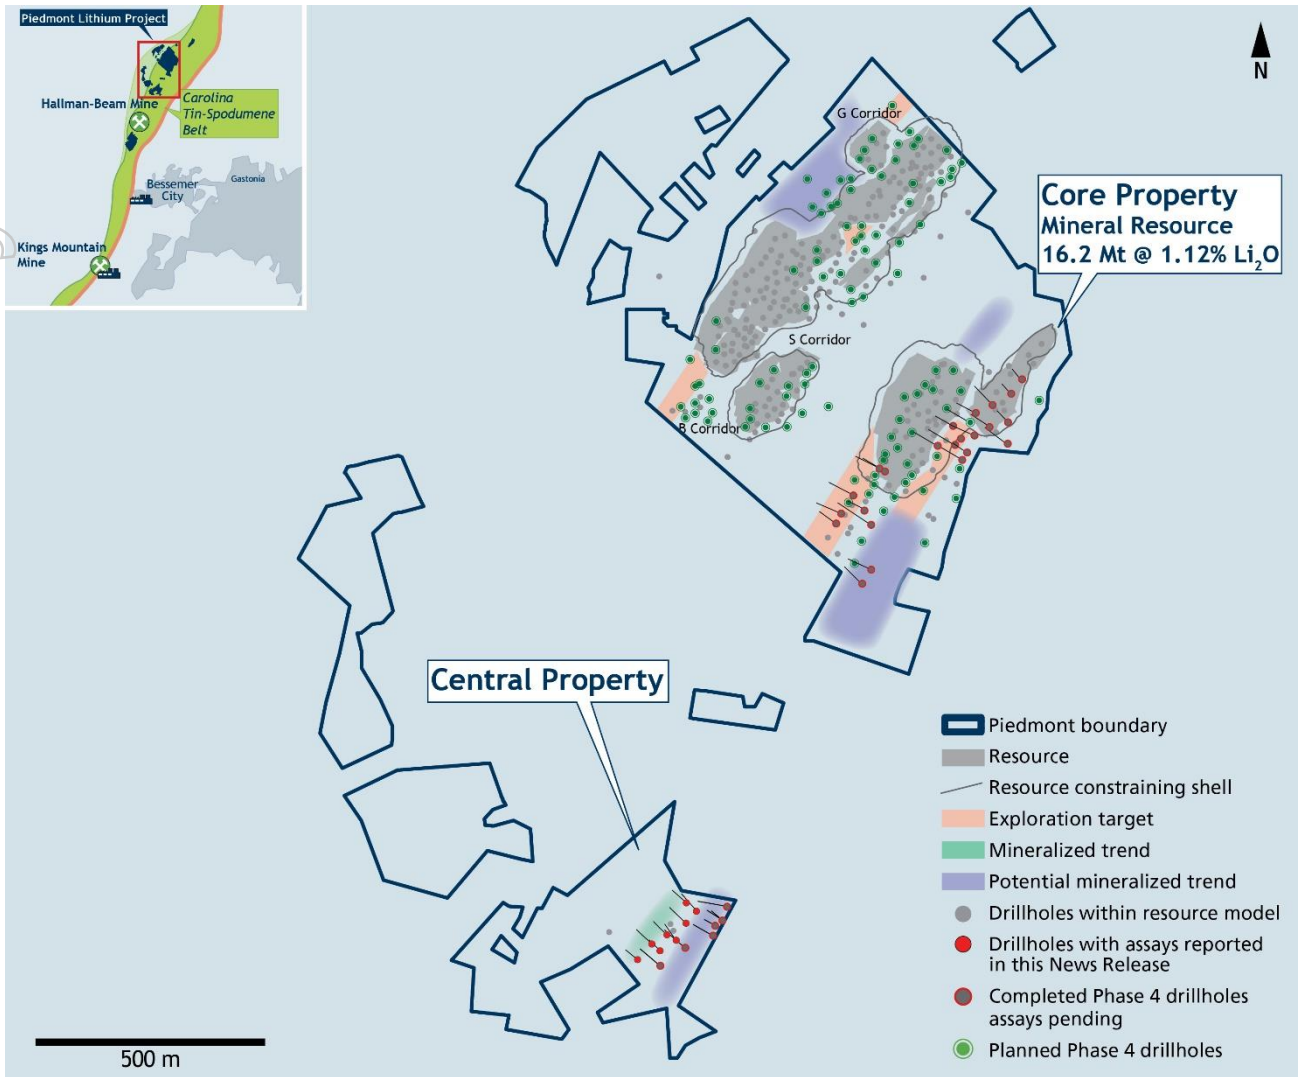 Piedmont Lithium Project
Hallman-Beam Mine
Carolina
Tin-Spodumene
Belt
Bessemer
City
Gastonia
Kings Mountain
Mine
N
G Corridor
Core Property
Mineral Resource
16.2 Mt @ 1.12% Li₂O
S Corridor
B Corridor
Central Property
Piedmont boundary
Resource
Resource constraining shell
Exploration target
Mineralized trend
Potential mineralized trend
Drillholes within resource model
Drillholes with assays reported
in this News Release
Completed Phase 4 drillholes
assays pending
Planned Phase 4 drillholes
500 m